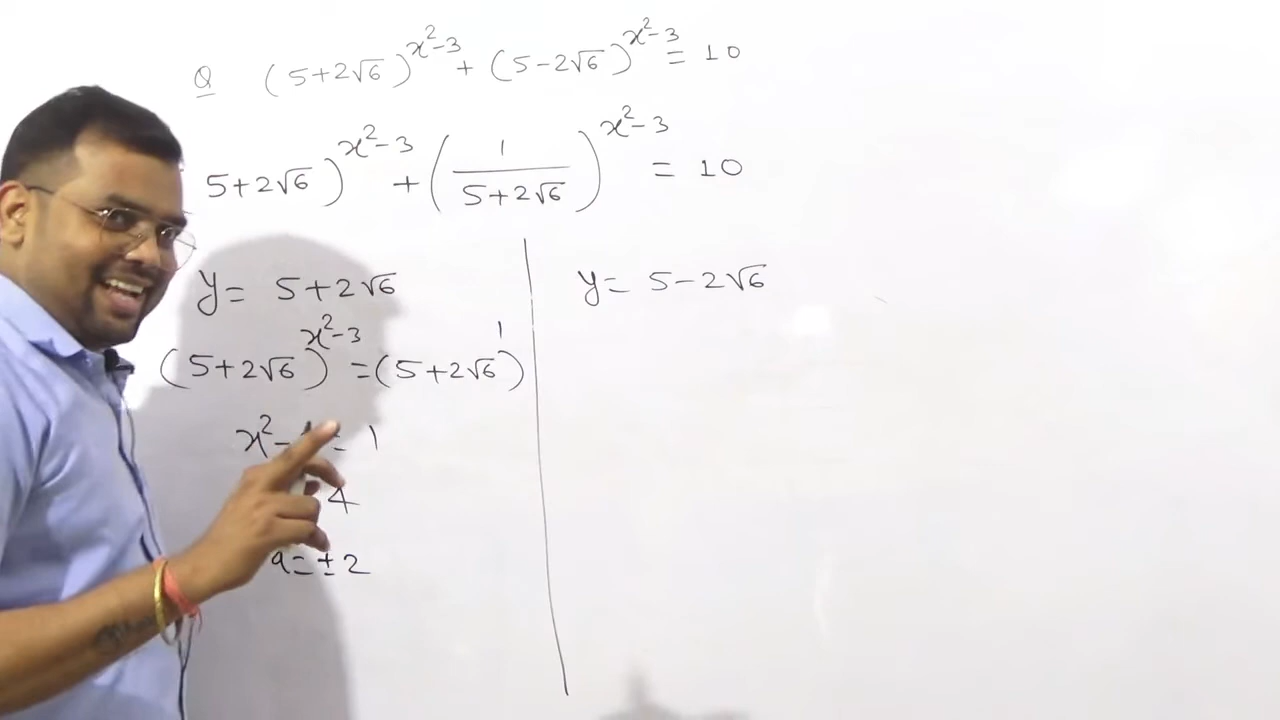 Q (5+2√6)^{x²-3} + (5-2√6)^{x²-3} = 10
5+2√6)^{x²-3} + (1/(5+2√6))^{x²-3} = 10
y = 5+2√6
(5+2√6)^{x²-3} = (5+2√6^1)
x² - = 1
4
= ±2
y = 5-2√6